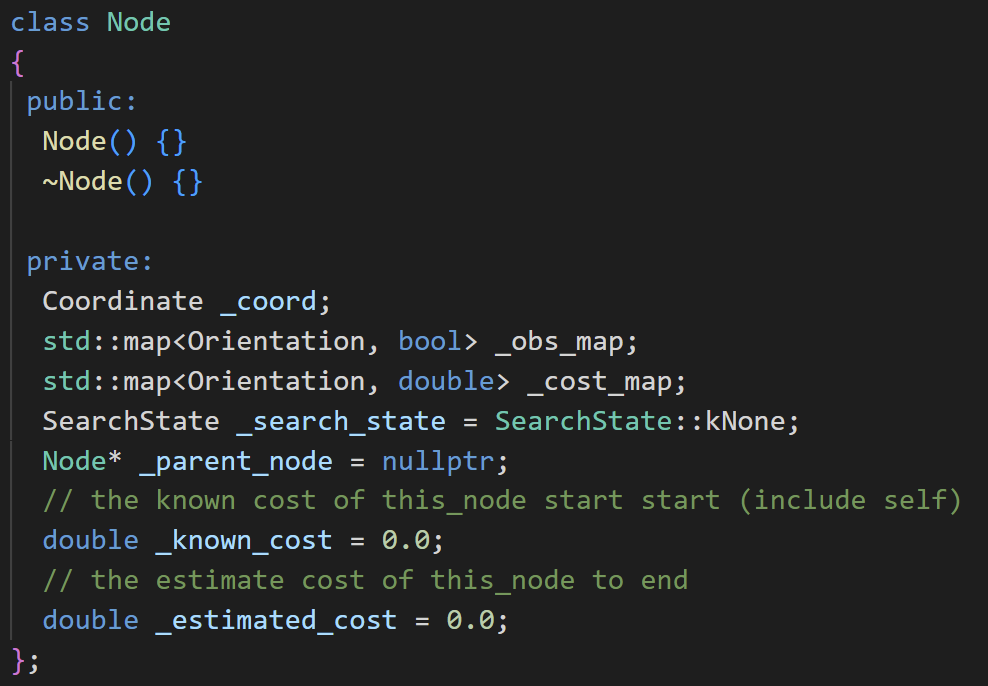 class Node
{
public:
Node() {}
~Node() {}
private:
Coordinate _coord;
std::map<Orientation, bool> _obs_map;
std::map<Orientation, double> _cost_map;
SearchState _search_state = SearchState::kNone;
Node* _parent_node = nullptr;
// the known cost of this_node start start (include self)
double _known_cost = 0.0;
// the estimate cost of this_node to end
double _estimated_cost = 0.0;
};